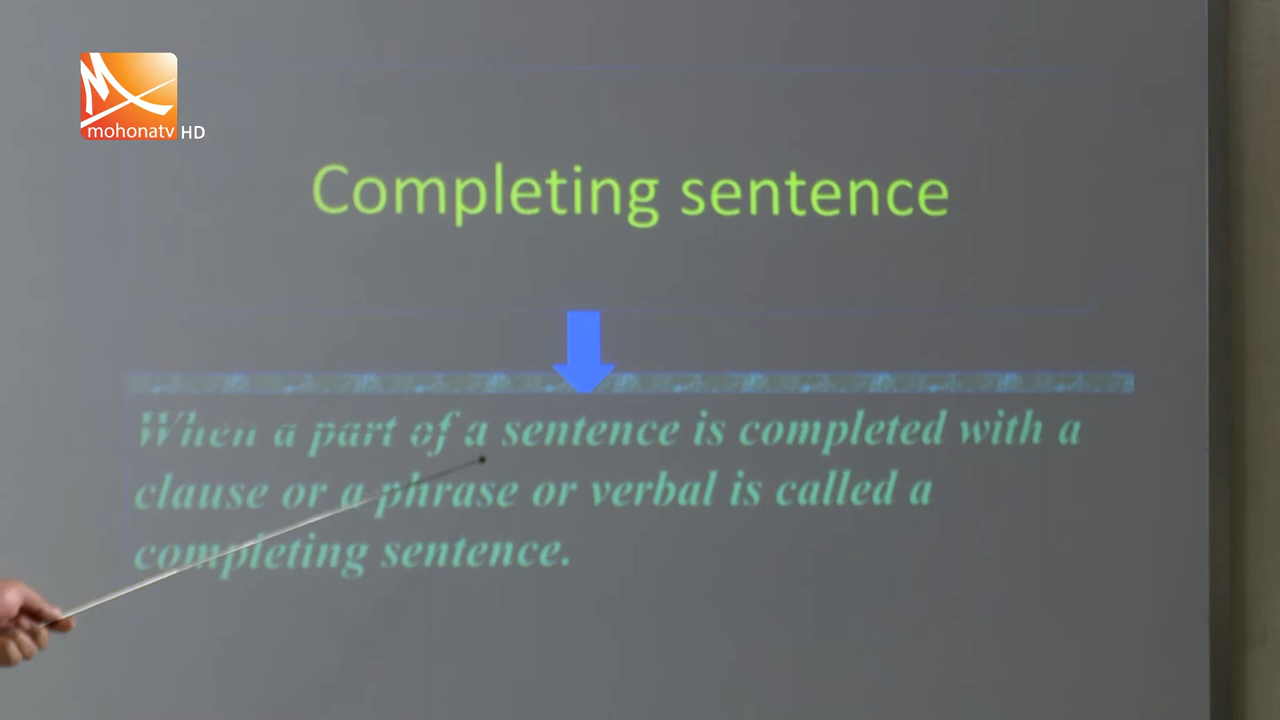 mohonatv HD
Completing sentence
When a part of a sentence is completed with a
clause or a phrase or verbal is called a
completing sentence.